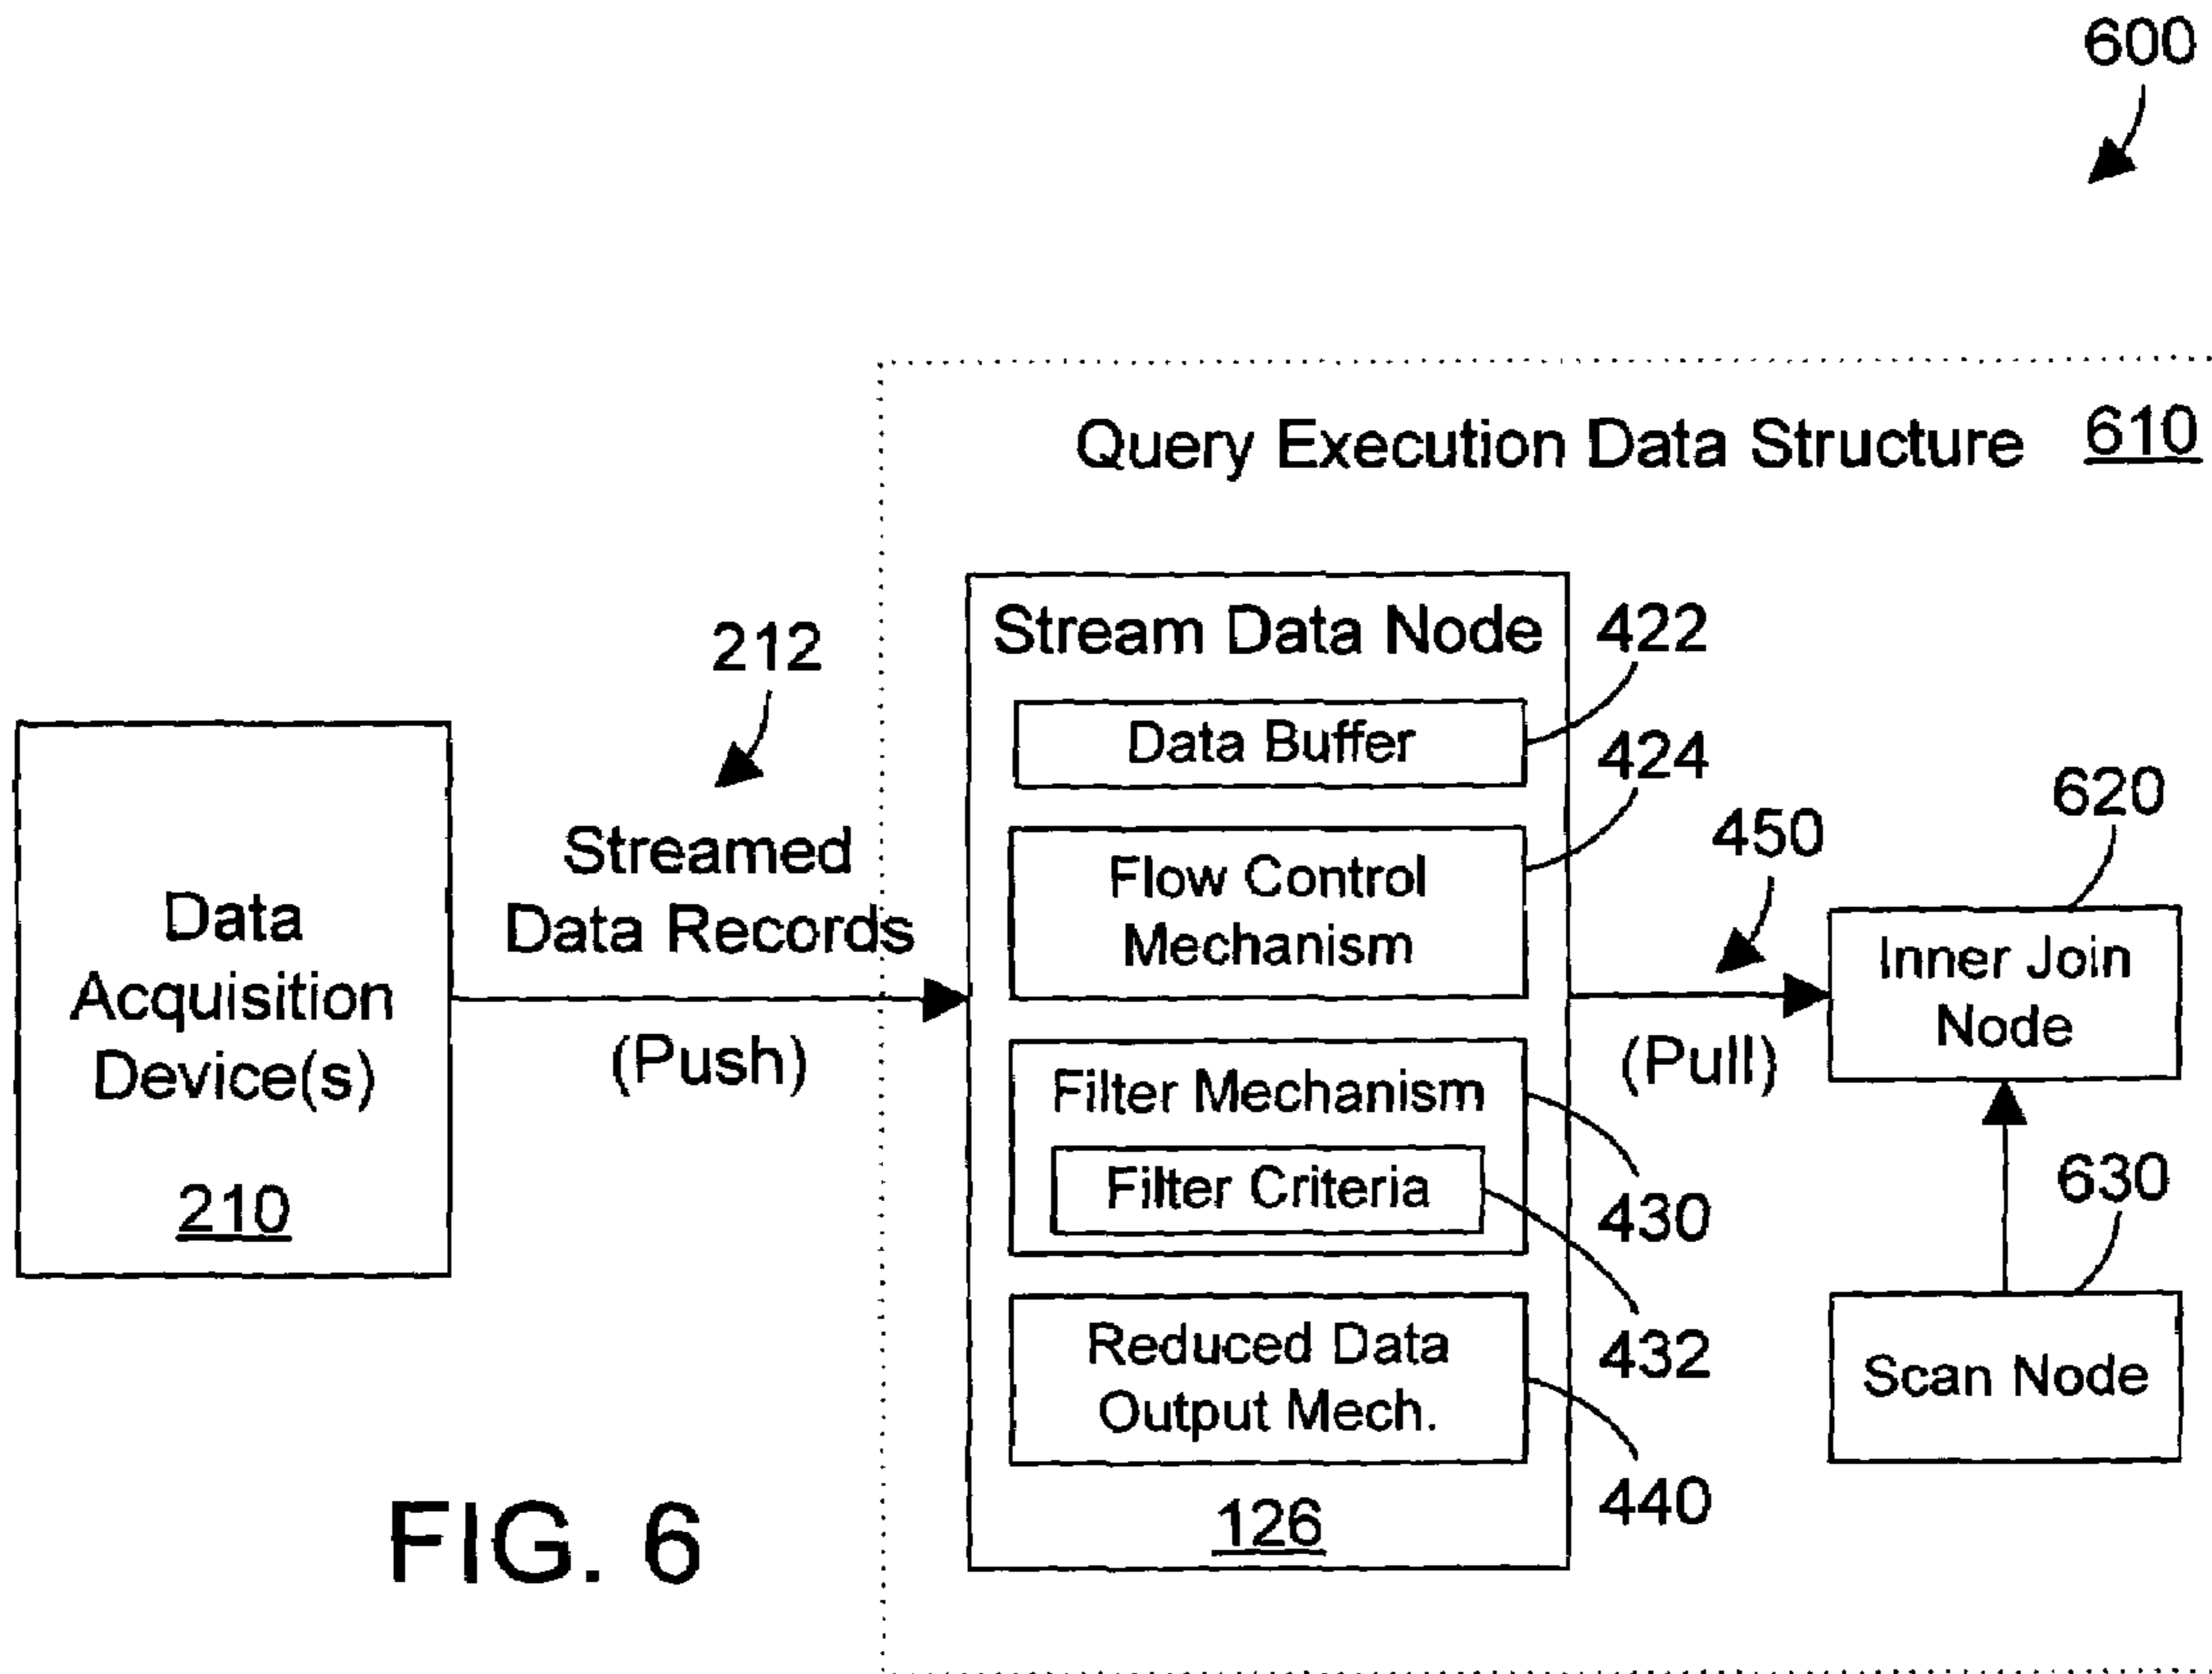 600
Query Execution Data Structure 610
212
Streamed
Data Records
(Push)
Data
Acquisition
Device(s)
210
Stream Data Node
Data Buffer
Flow Control
Mechanism
Filter Mechanism
Filter Criteria
Reduced Data
Output Mech.
126
422
424
430
432
440
450
(Pull)
620
Inner Join
Node
630
Scan Node
FIG. 6